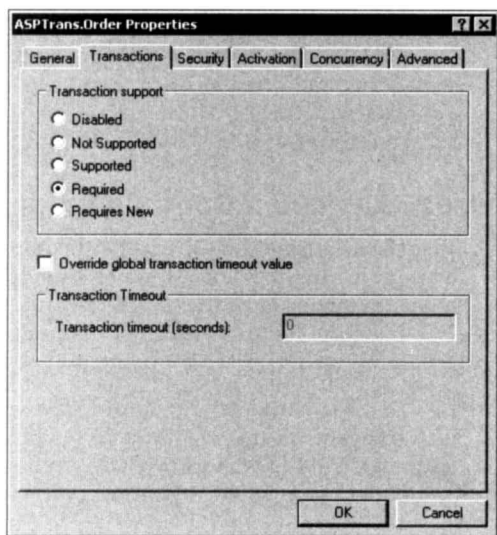 ASPTrans.Order Properties
General Transactions Security Activation Concurrency Advanced
Transaction support
Disabled
Not Supported
Supported
Required
Requires New
Override global transaction timeout value
Transaction Timeout
Transaction timeout (seconds):
0
OK Cancel